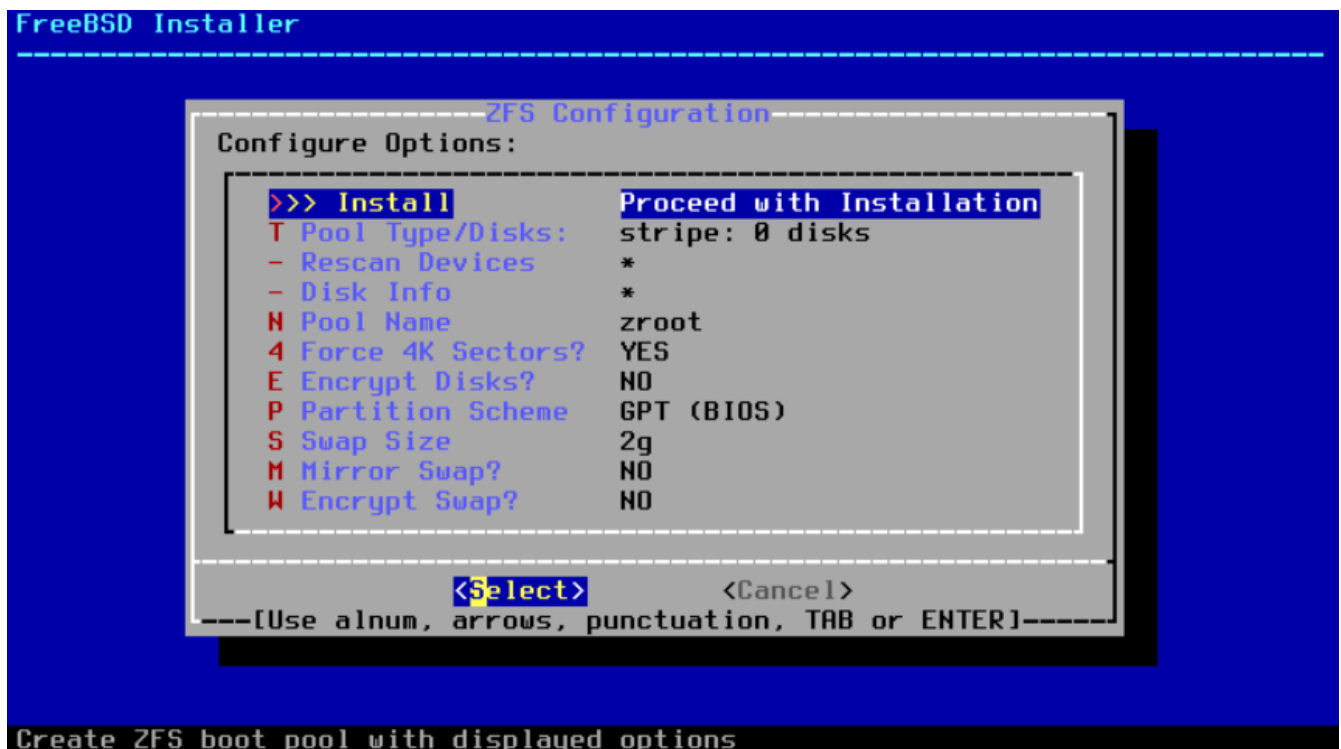 FreeBSD Installer
ZFS Configuration
Configure Options:
>>> Install Proceed with Installation
T Pool Type/Disks: stripe: 0 disks
- Rescan Devices *
- Disk Info *
N Pool Name zroot
4 Force 4K Sectors? YES
E Encrypt Disks? NO
P Partition Scheme GPT (BIOS)
S Swap Size 2g
M Mirror Swap? NO
W Encrypt Swap? NO
<Select> <Cancel>
[Use alnum, arrows, punctuation, TAB or ENTER]
Create ZFS boot pool with displayed options